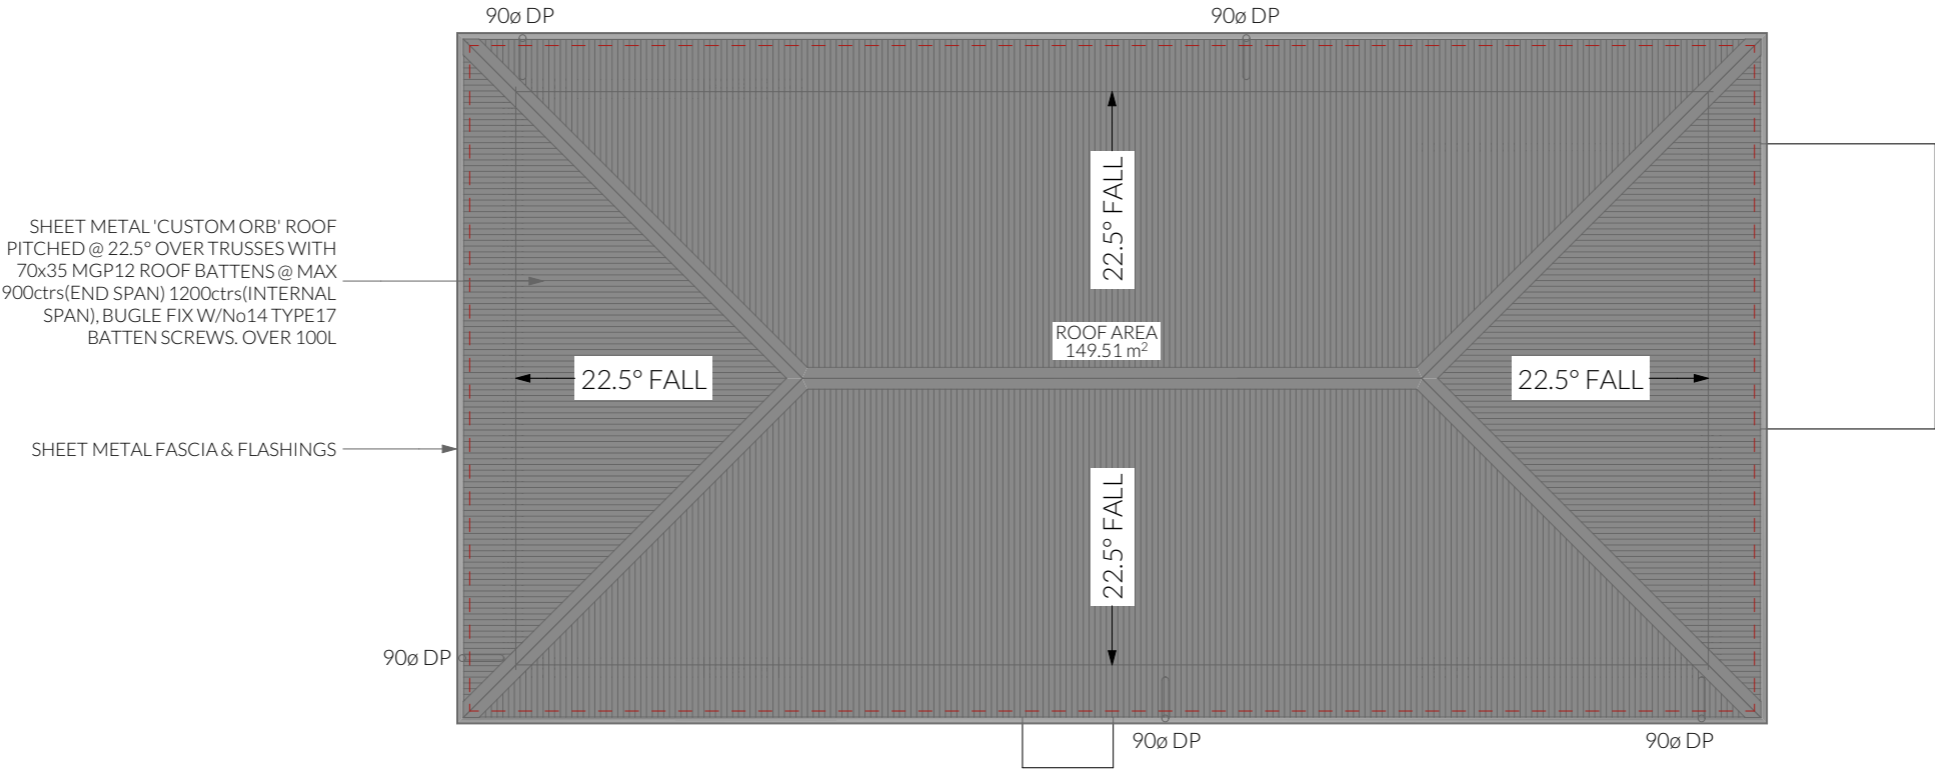 90ø DP
90ø DP
22.5° FALL
SHEET METAL 'CUSTOM ORB' ROOF
PITCHED @ 22.5° OVER TRUSSES WITH
70x35 MGP12 ROOF BATTENS @ MAX
900ctrs(END SPAN) 1200ctrs(INTERNAL
SPAN), BUGLE FIX W/No14 TYPE17
BATTEN SCREWS. OVER 100L
ROOF AREA
149.51 m²
22.5° FALL
22.5° FALL
SHEET METAL FASCIA & FLASHINGS
22.5° FALL
90ø DP
90ø DP
90ø DP